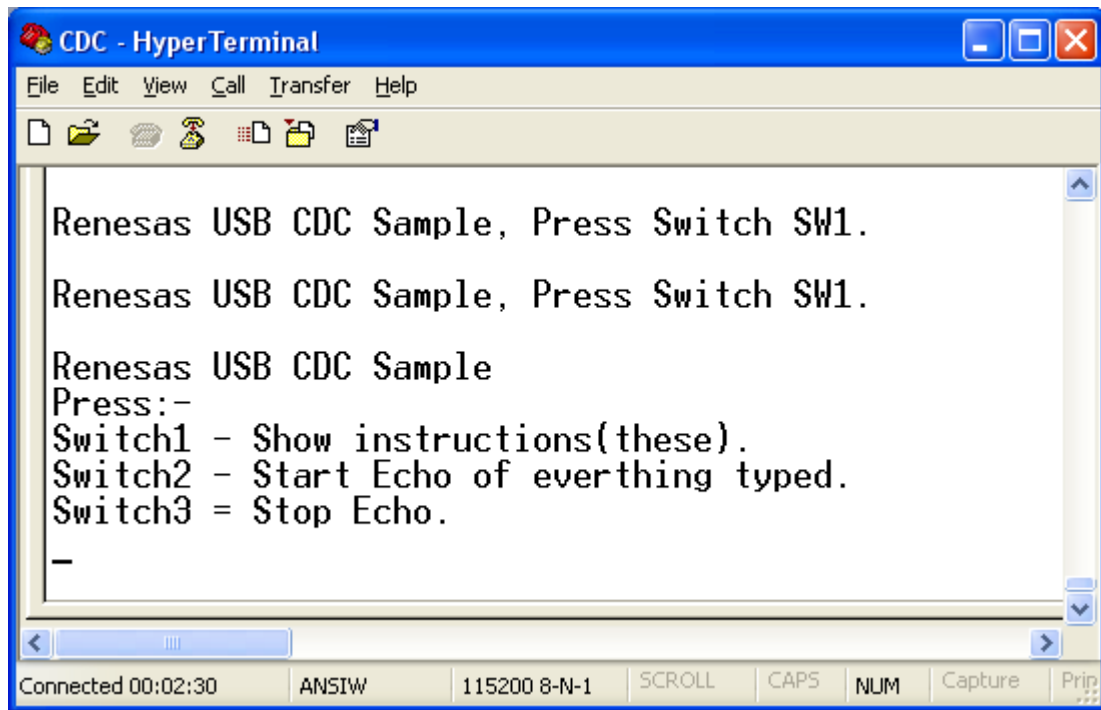 CDC - HyperTerminal
File Edit View Call Transfer Help
Renesas USB CDC Sample, Press Switch SW1.
Renesas USB CDC Sample, Press Switch SW1.
Renesas USB CDC Sample
Press:-
Switch1 - Show instructions(these).
Switch2 - Start Echo of everthing typed.
Switch3 = Stop Echo.
_
Connected 00:02:30 ANSIW 115200 8-N-1 SCROLL CAPS NUM Capture Prin